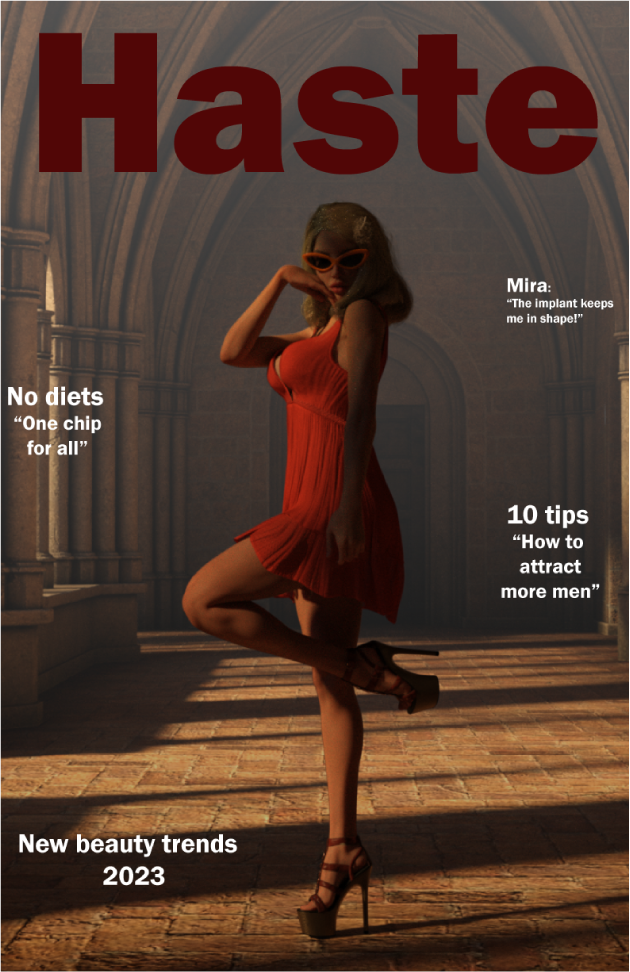 Haste
Mira:
“The implant keeps
me in shape!”
No diets
“One chip
for all”
10 tips
“How to
attract
more men”
New beauty trends
2023